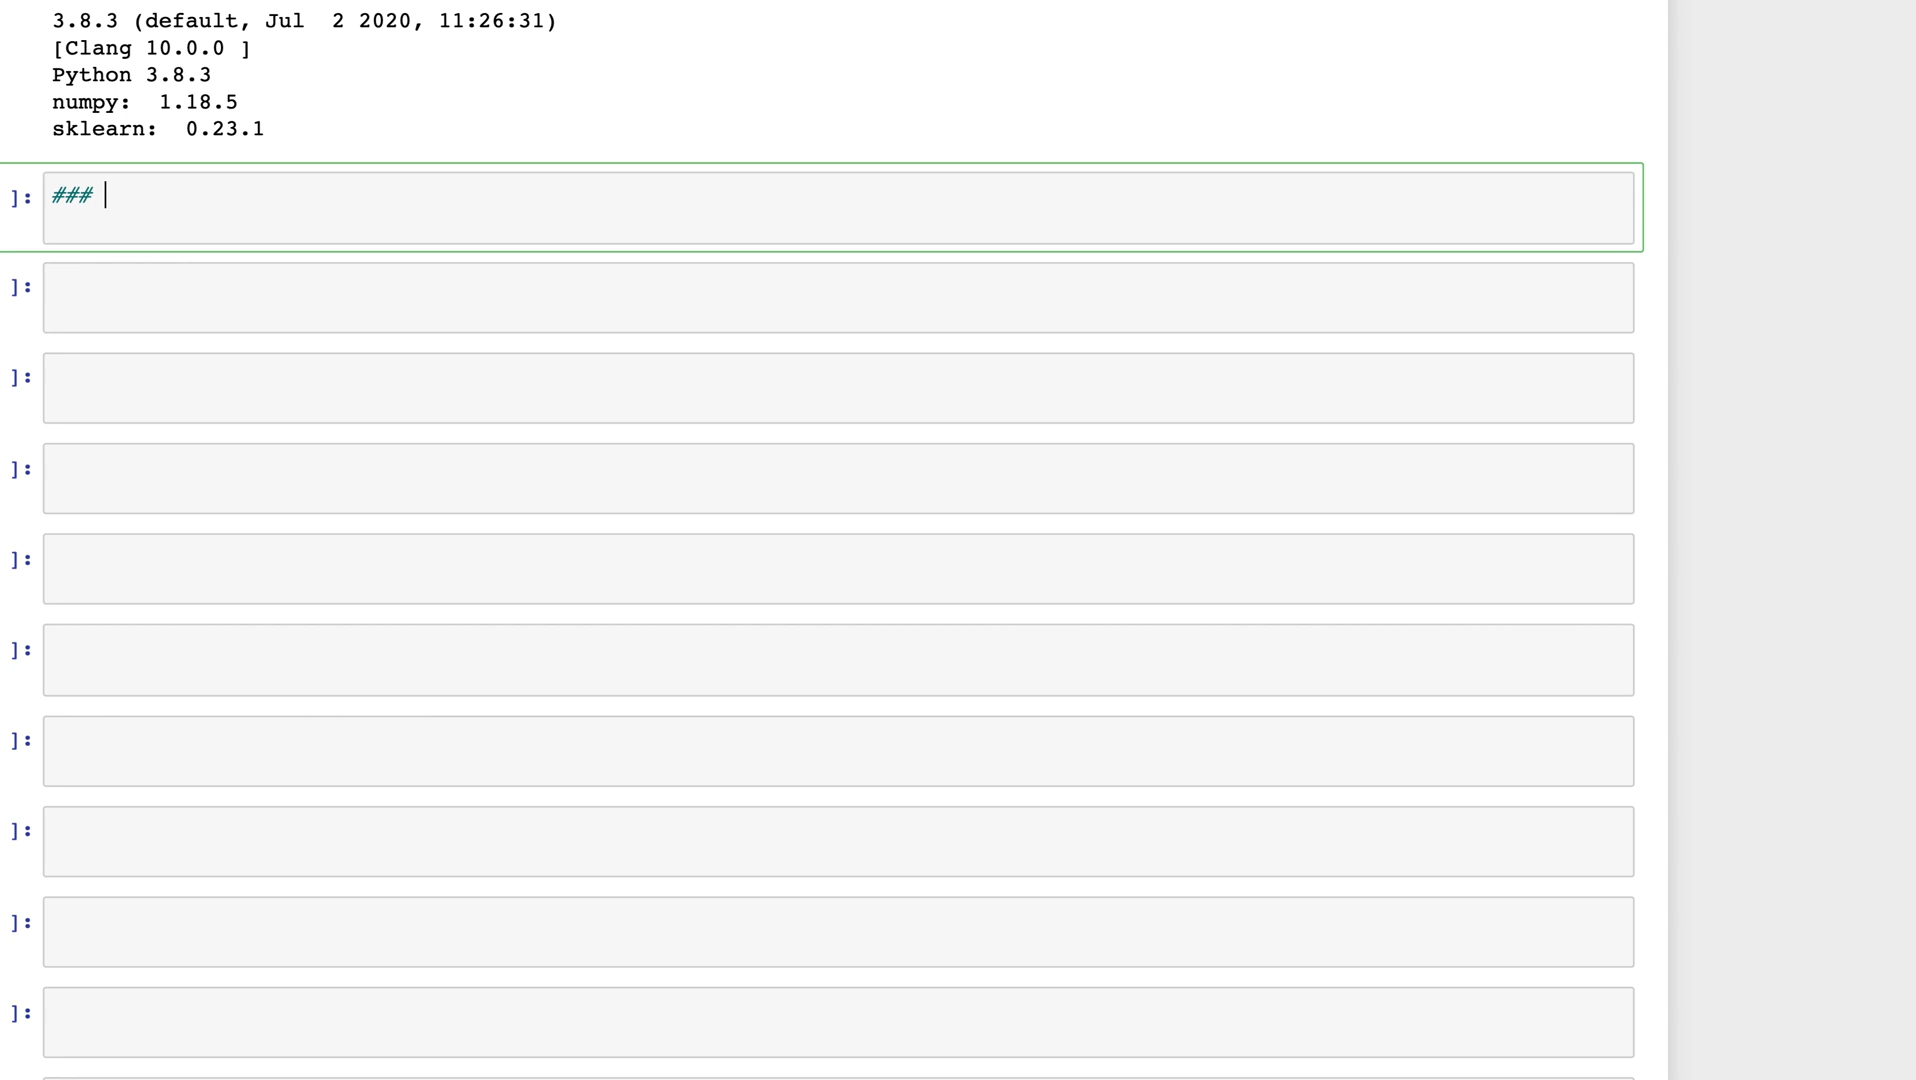 3.8.3 (default, Jul  2 2020, 11:26:31)
[Clang 10.0.0 ]
Python 3.8.3
numpy:  1.18.5
sklearn:  0.23.1
]: ###
]:
]:
]:
]:
]:
]:
]:
]:
]: